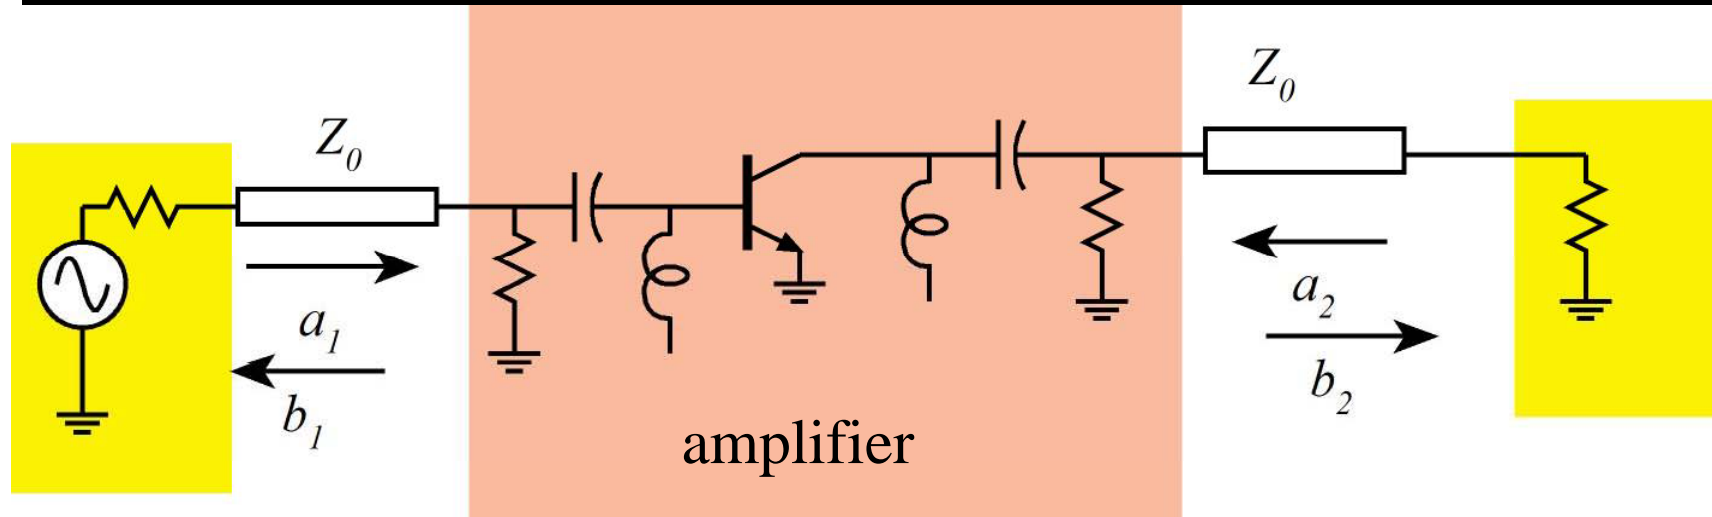 Z₀
Z₀
a₁
b₁
a₂
b₂
amplifier